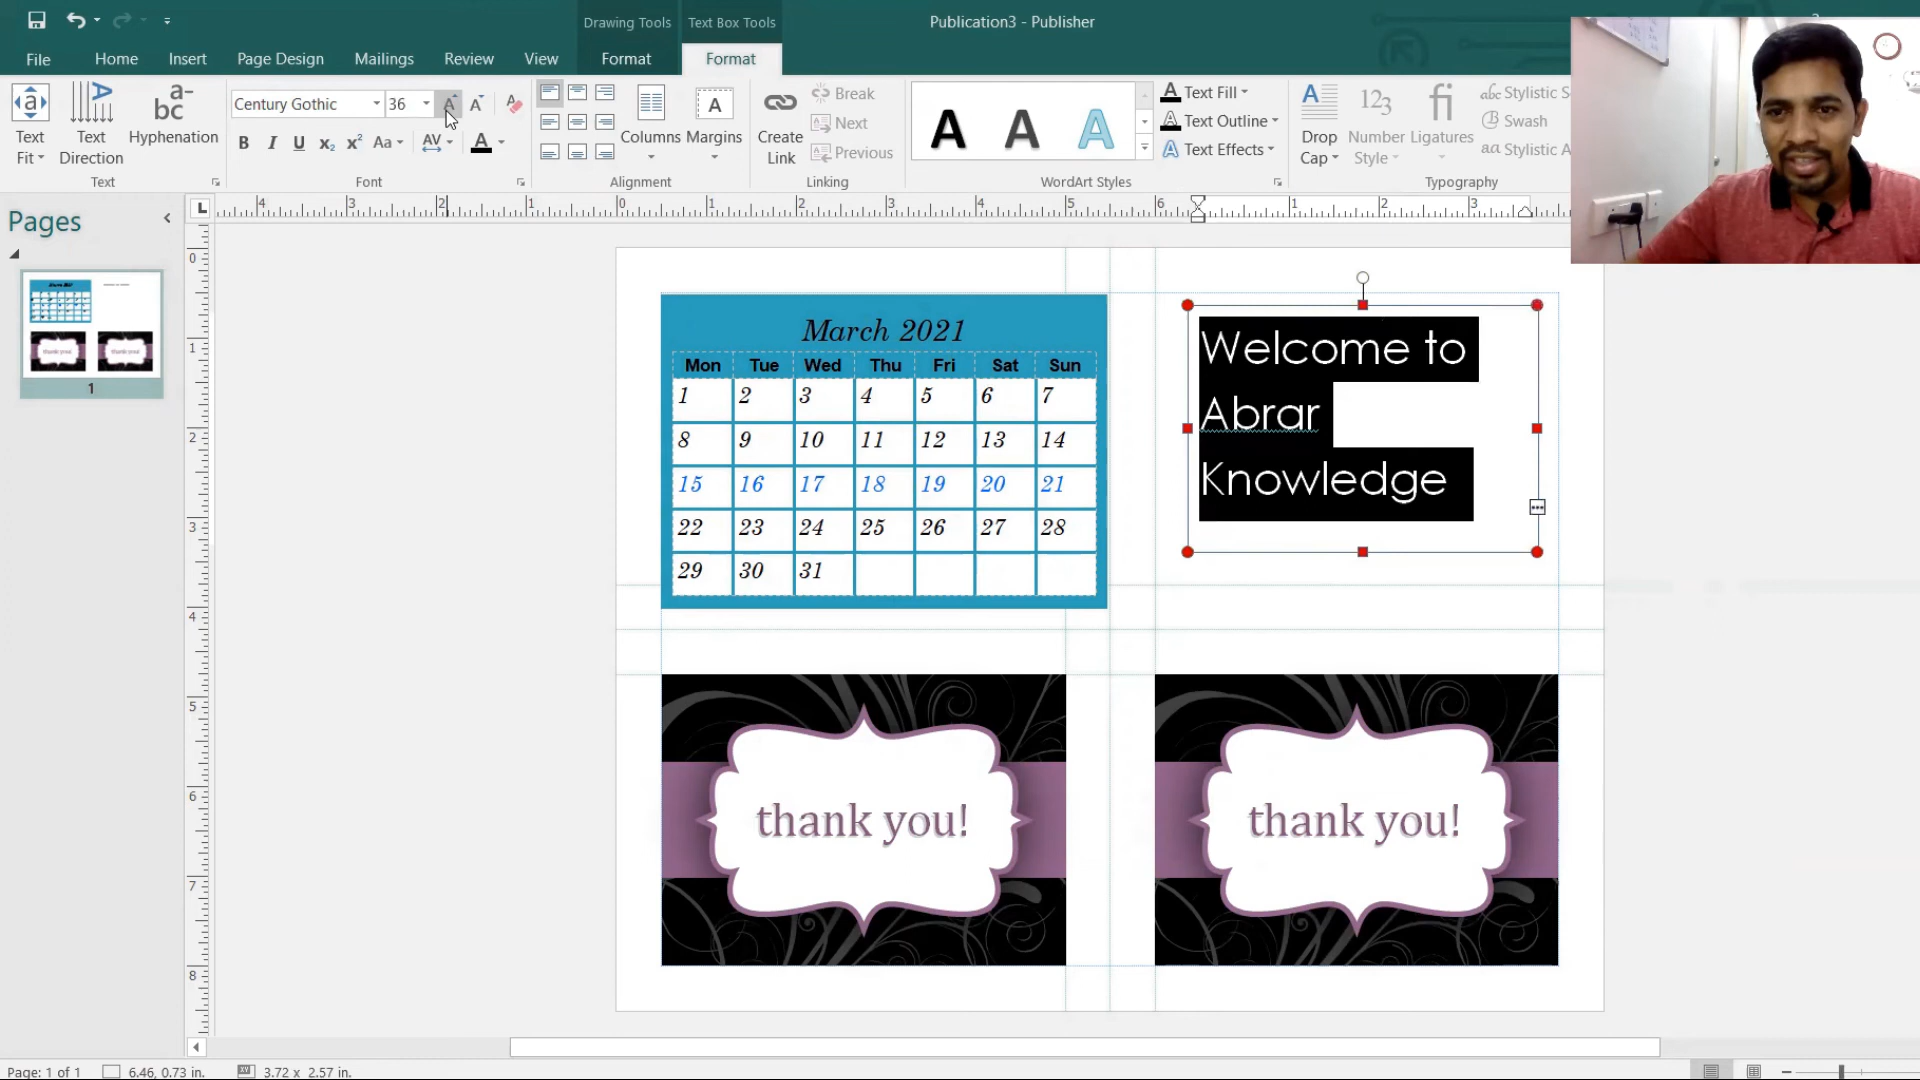 Drawing Tools Text Box Tools Publication3 - Publisher
File Home Insert Page Design Mailings Review View Format Format
Century Gothic 36
Text Fit
Text Direction
Hyphenation
Columns
Margins
Create Link
Break
Next
Previous
Text Fill
Text Outline
Text Effects
Drop Cap
Number Style
Ligatures
Stylistic S
Swash
Stylistic A
Text Font Alignment Linking WordArt Styles Typography
Pages
1
March 2021
Mon Tue Wed Thu Fri Sat Sun
1 2 3 4 5 6 7
8 9 10 11 12 13 14
15 16 17 18 19 20 21
22 23 24 25 26 27 28
29 30 31
Welcome to
Abrar
Knowledge
thank you!
thank you!
Page: 1 of 1 6.46, 0.73 in. 3.72 x 2.57 in.